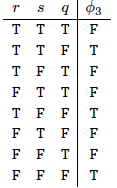 r s q ϕ3
T T T F
T T F T
T F T F
F T T F
T F F T
F T F F
F F T F
F F F T